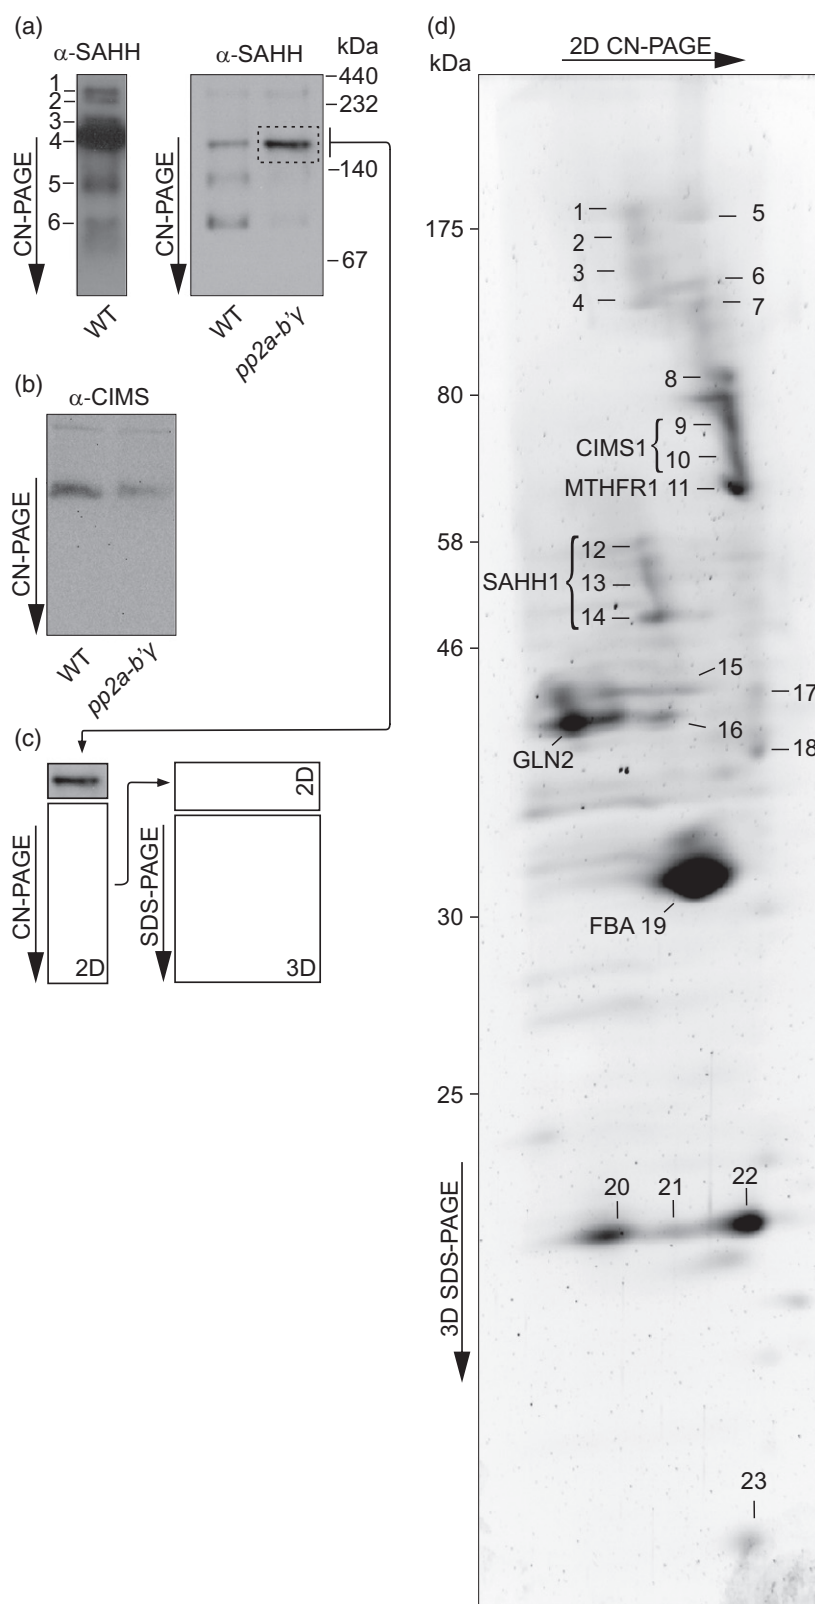 (a)
α-SAHH
1
2
3
4
5
6
CN-PAGE
WT
α-SAHH
kDa
440
232
140
67
CN-PAGE
WT
pp2a-b'γ
(b)
α-CIMS
CN-PAGE
WT
pp2a-b'γ
(c)
CN-PAGE
2D
2D
SDS-PAGE
3D
(d)
2D CN-PAGE
kDa
175
80
58
46
30
25
3D SDS-PAGE
1
2
3
4
5
6
7
8
CIMS1
9
10
MTHFR1 11
SAHH1
12
13
14
15
16
17
18
GLN2
FBA 19
20
21
22
23